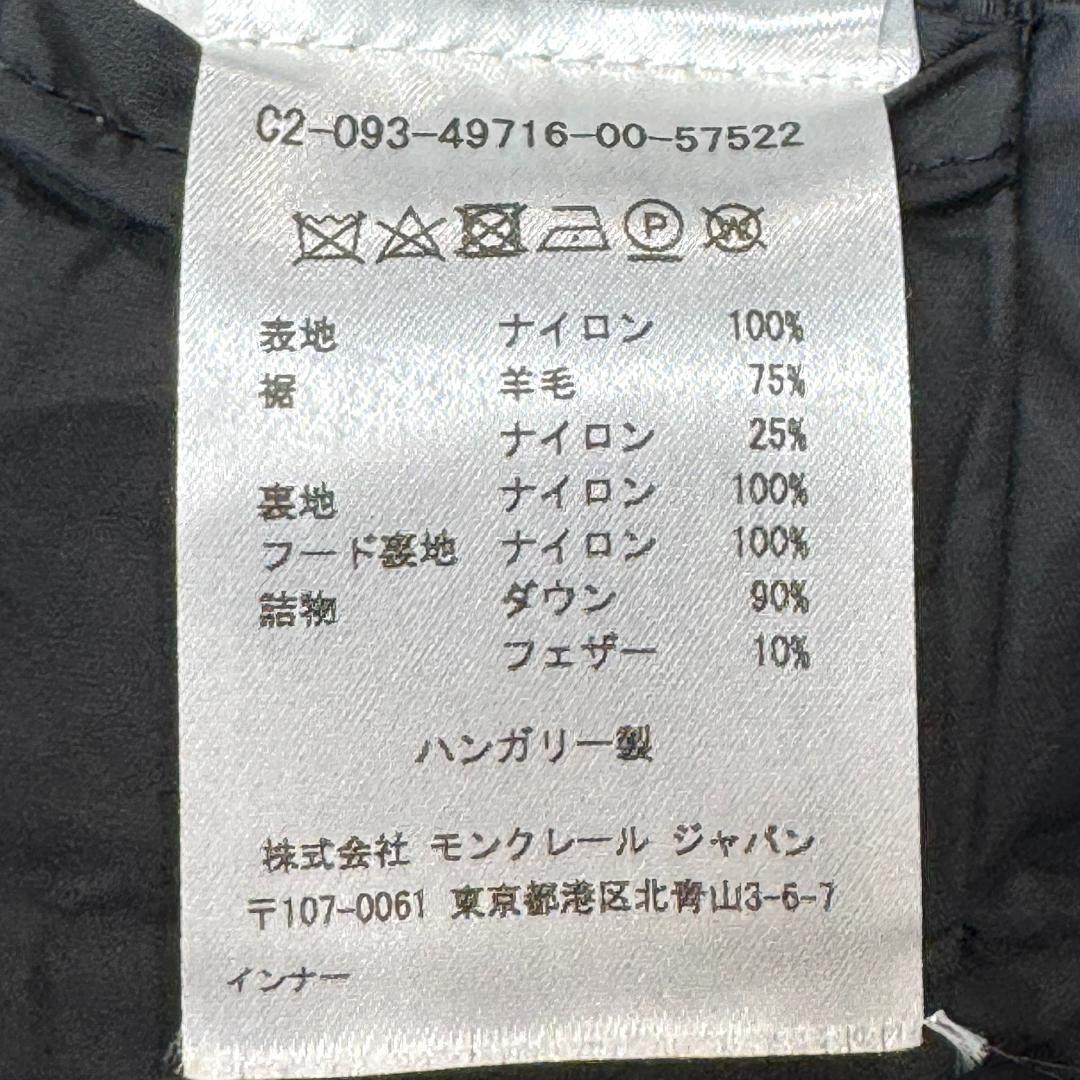 C2-093-49716-00-57522
P W
表地 ナイロン 100%
裾 羊毛 75%
ナイロン 25%
裏地 ナイロン 100%
フード裏地 ナイロン 100%
詰物 ダウン 90%
フェザー 10%
ハンガリー製
株式会社 モンクレール ジャパン
〒107-0061 東京都港区北青山3-6-7
インナー